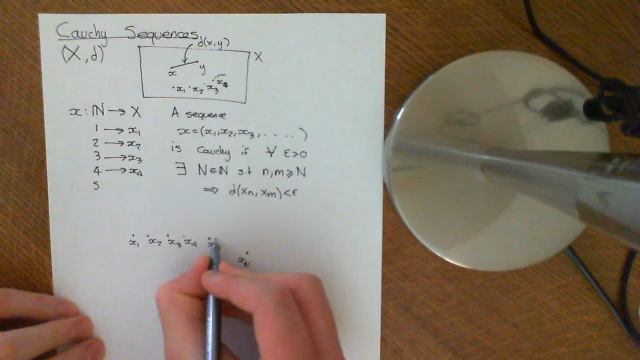 Cauchy Sequences
(X,d)
d(x,y)
X
x y
x₁ x₂ x₃ x₄
x: ℕ → X A sequence
1 → x₁ x=(x₁,x₂,x₃,.....)
2 → x₂ is Cauchy if ∀ ε>0
3 → x₃ ∃ N∈ℕ s.t n,m≥N
4 → x₄ ⟹ d(xₙ,xₘ)<ε
5
x₁ x₂ x₃ x₄